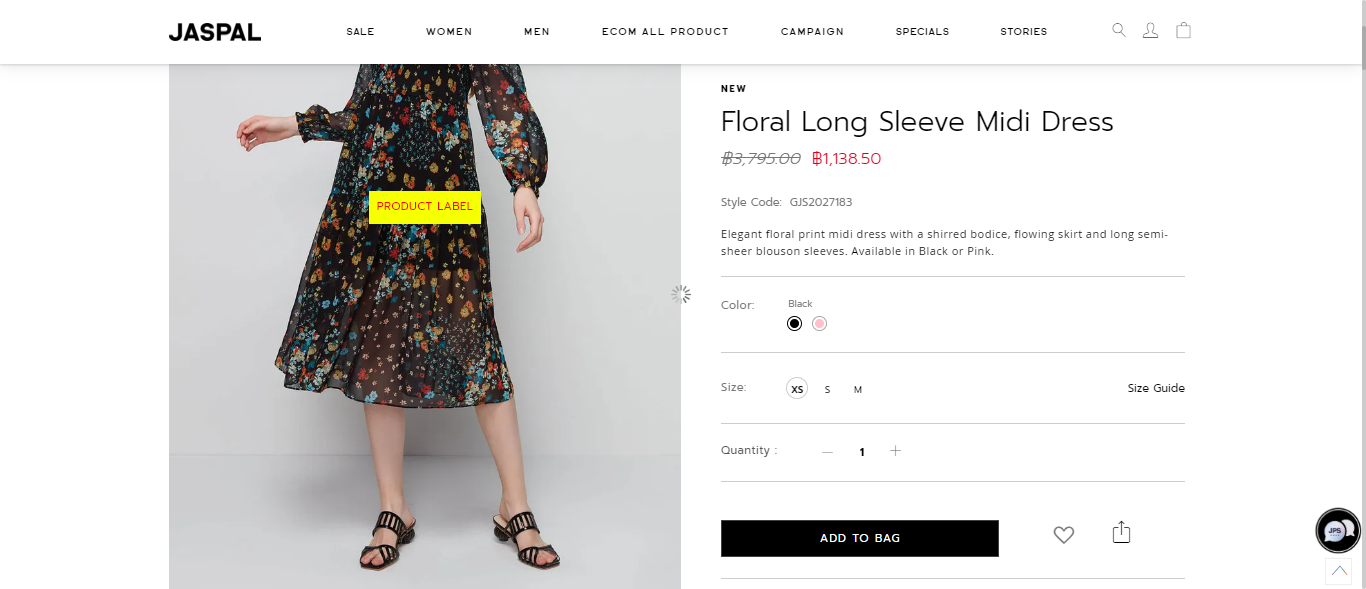 JASPAL
SALE
WOMEN
MEN
ECOM ALL PRODUCT
CAMPAIGN
SPECIALS
STORIES
PRODUCT LABEL
NEW
Floral Long Sleeve Midi Dress
฿3,795.00 ฿1,138.50
Style Code: GJS2027183
Elegant floral print midi dress with a shirred bodice, flowing skirt and long semi-
sheer blouson sleeves. Available in Black or Pink.
Color: Black
Size: XS S M Size Guide
Quantity : 1
ADD TO BAG
JPS